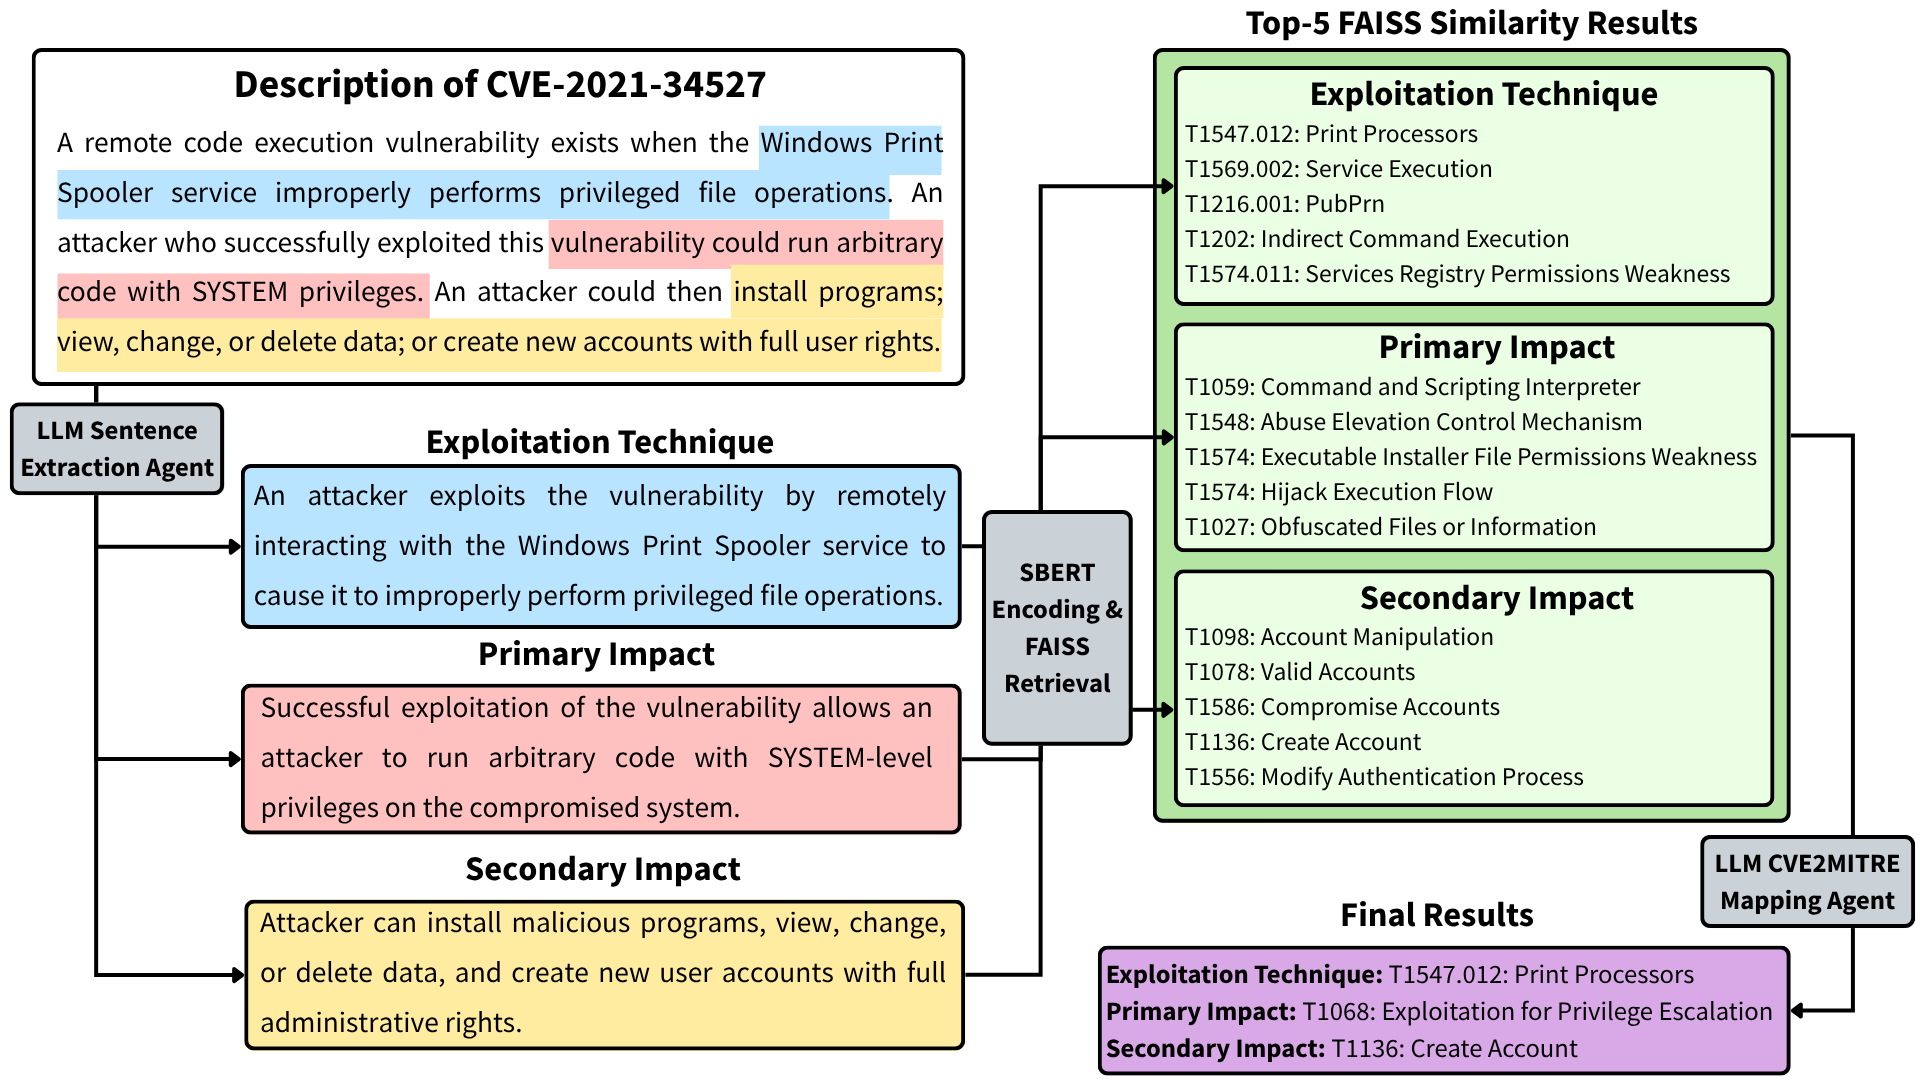 Description of CVE-2021-34527
A remote code execution vulnerability exists when the Windows Print
Spooler service improperly performs privileged file operations. An
attacker who successfully exploited this vulnerability could run arbitrary
code with SYSTEM privileges. An attacker could then install programs;
view, change, or delete data; or create new accounts with full user rights.
LLM Sentence
Extraction Agent
Exploitation Technique
An attacker exploits the vulnerability by remotely
interacting with the Windows Print Spooler service to
cause it to improperly perform privileged file operations.
Primary Impact
Successful exploitation of the vulnerability allows an
attacker to run arbitrary code with SYSTEM-level
privileges on the compromised system.
Secondary Impact
Attacker can install malicious programs, view, change,
or delete data, and create new user accounts with full
administrative rights.
SBERT
Encoding &
FAISS
Retrieval
Top-5 FAISS Similarity Results
Exploitation Technique
T1547.012: Print Processors
T1569.002: Service Execution
T1216.001: PubPrn
T1202: Indirect Command Execution
T1574.011: Services Registry Permissions Weakness
Primary Impact
T1059: Command and Scripting Interpreter
T1548: Abuse Elevation Control Mechanism
T1574: Executable Installer File Permissions Weakness
T1574: Hijack Execution Flow
T1027: Obfuscated Files or Information
Secondary Impact
T1098: Account Manipulation
T1078: Valid Accounts
T1586: Compromise Accounts
T1136: Create Account
T1556: Modify Authentication Process
LLM CVE2MITRE
Mapping Agent
Final Results
Exploitation Technique: T1547.012: Print Processors
Primary Impact: T1068: Exploitation for Privilege Escalation
Secondary Impact: T1136: Create Account